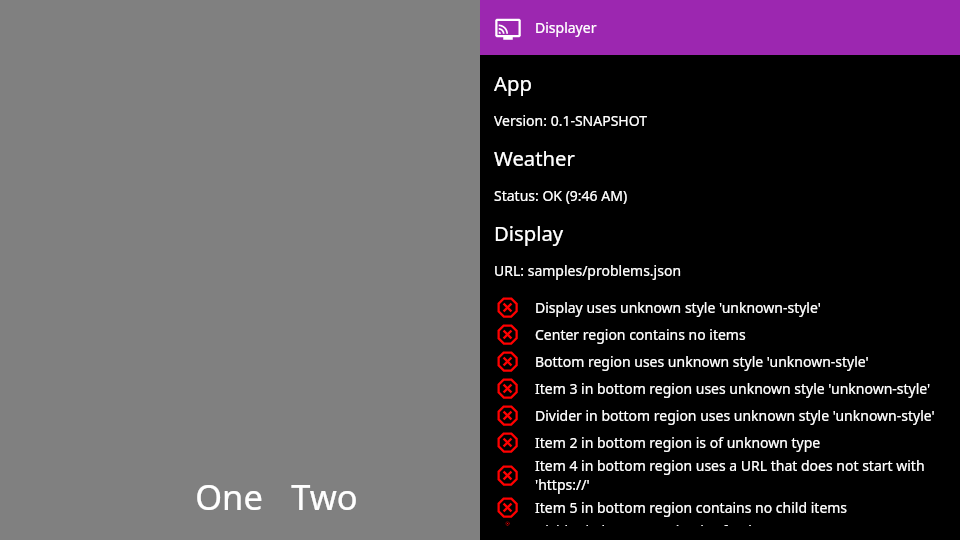 One Two
Displayer
App
Version: 0.1-SNAPSHOT
Weather
Status: OK (9:46 AM)
Display
URL: samples/problems.json
Display uses unknown style 'unknown-style'
Center region contains no items
Bottom region uses unknown style 'unknown-style'
Item 3 in bottom region uses unknown style 'unknown-style'
Divider in bottom region uses unknown style 'unknown-style'
Item 2 in bottom region is of unknown type
Item 4 in bottom region uses a URL that does not start with
'https://'
Item 5 in bottom region contains no child items